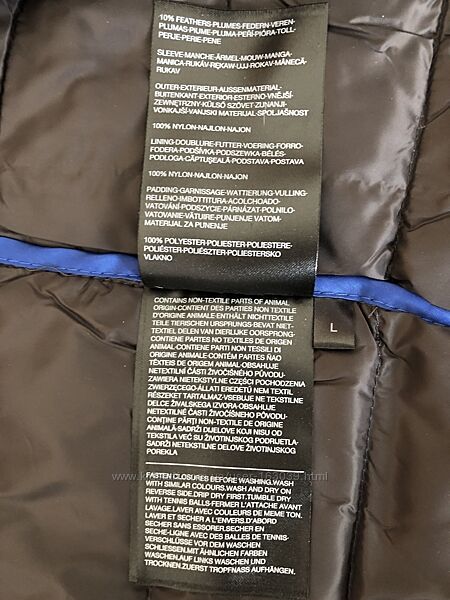 10% FEATHERS-PLUMES-FEDERN-VEREN-
PLUMAS-PIUME-PLUMA-PEŘÍ-PIÓRA-TOLL-
PERJE-PERIE-PENE
SLEEVE-MANCHE-ÄRMEL-MOUW-MANGA-
MANICA-RUKÁV-RĘKAW-UJJ-ROKAV-MÂNECĂ-
RUKAV
OUTER-EXTERIEUR-AUSSENMATERIAL-
BUITENKANT-EXTERIOR-ESTERNO-VNĚJŠÍ-
ZEWNĘTRZNY-KÜLSŐ SZÖVET-ZUNANJI-
VONKAJŠÍ-VANJSKI MATERIJAL-SPOLJAŠNOST
100% NYLON-NAJLON-NAJON
LINING-DOUBLURE-FUTTER-VOERING-FORRO-
FODERA-PODŠÍVKA-PODSZEWKA-BÉLÉS-
PODLOGA-CĂPTUȘEALĂ-PODSTAVA-POSTAVA
100% NYLON-NAJLON-NAJON
PADDING-GARNISSAGE-WATTIERUNG-VULLING-
RELLENO-IMBOTTITURA-ACOLCHOADO-
VATOVÁNÍ-PODSZYCIE-PÁRNÁZAT-POLNILO-
VATOVANIE-VĂTUIRE-PUNJENJE VATOM-
MATERIJAL ZA PUNENJE
100% POLYESTER-POLIESTER-POLIESTERE-
POLIÉSTER-POLIÉSZTER-POLIESTERSKO
VLAKNO
CONTAINS NON-TEXTILE PARTS OF ANIMAL
ORIGIN-CONTIENT DES PARTIES NON TEXTILES
D'ORIGINE ANIMALE-ENTHÄLT NICHTTEXTILE
TEILE TIERISCHEN URSPRUNGS-BEVAT NIET-
TEXTIEL DELEN VAN DIERLIJKE OORSPRONG-
CONTIENE PARTES NO TEXTILES DE ORIGEN
ANIMAL-CONTIENE PARTI NON TESSILI DI
ORIGINE ANIMALE-CONTÉM PARTES ÑAO
TÊXTEIS DE ORIGEM ANIMAL-OBSAHUJE
NETEXTILNÍ ČÁSTI ŽIVOČIŠNÉHO PŮVODU-
ZAWIERA NIETEKSTYLNE CZĘŚCI POCHODZENIA
ZWIERZĘCEGO-ÁLLATI EREDETŰ NEM TEXTIL
RÉSZEKET TARTALMAZ-VSEBUJE NE TEKSTILNE
DELCE ŽIVALSKEGA IZVORA-OBSAHUJE
NETEXTILNÉ ČASTI ŽIVOČÍŠNEHO PÔVODU-
CONȚINE PĂRȚI NON-TEXTILE DE ORIGINE
ANIMALĂ-SADRŽI DIJELOVE KOJI NISU OD
TEKSTILA VEĆ SU ŽIVOTINJSKOG PODRIJETLA-
SADRŽI NETEKSTILNE DELOVE ŽIVOTINJSKOG
POREKLA
FASTEN CLOSURES BEFORE WASHING.WASH
WITH SIMILAR COLOURS.WASH AND DRY ON
REVERSE SIDE.DRIP DRY FIRST.TUMBLE DRY
WITH TENNIS BALLS-FERMER L'ATTACHE AVANT
LAVAGE.LAVER AVEC COULEURS DE MEME TON.
LAVER ET SECHER A L'ENVERS.D'ABORD
SECHER SANS ESSORER.SECHER EN
SECHE-LIGNE AVEC DES BALLES DE TENNIS-
VERSCHLÜSSE VOR DEM WASCHEN
SCHLIESSEN.MIT ÄHNLICHEN FARBEN
WASCHEN.AUF LINKS WASCHEN UND
TROCKNEN.ZUERST TROPFNASS AUFHÄNGEN.
L